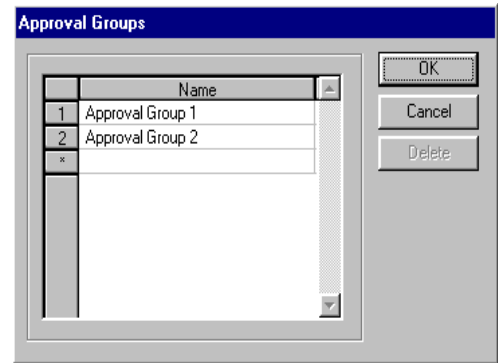 Approval Groups
Name
1 Approval Group 1
2 Approval Group 2
*
OK
Cancel
Delete